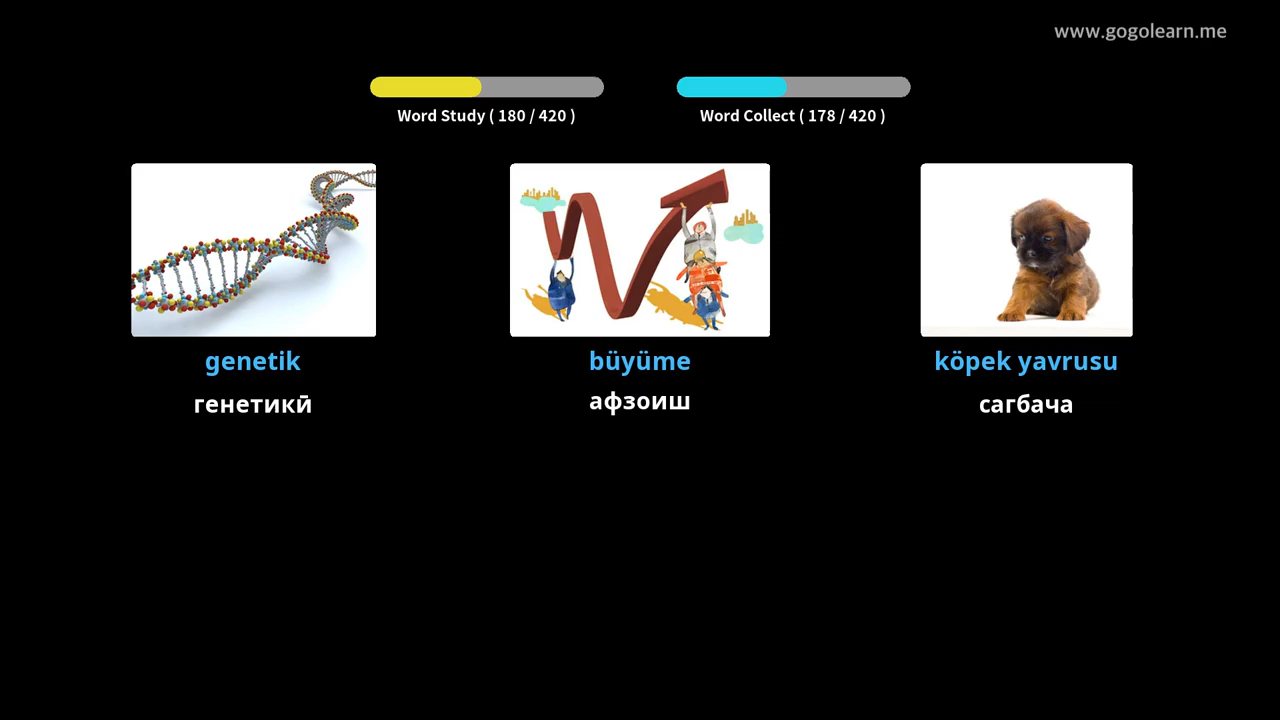 www.gogolearn.me
Word Study ( 180 / 420 )
Word Collect ( 178 / 420 )
genetik
büyüme
köpek yavrusu
генетикӣ
афзоиш
сагбача